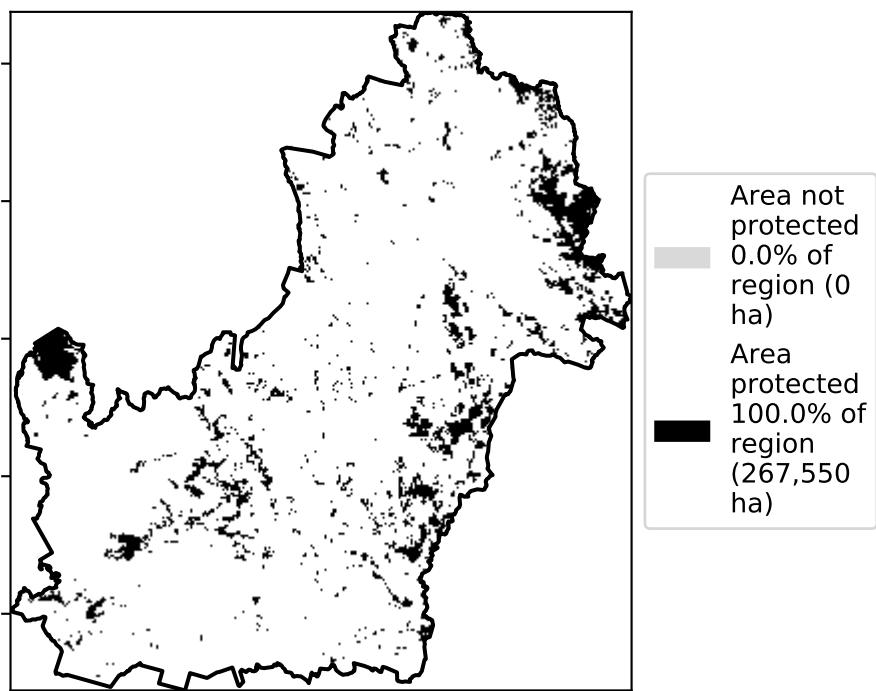 Area not
protected
0.0% of
region (0
ha)
Area
protected
100.0% of
region
(267,550
ha)